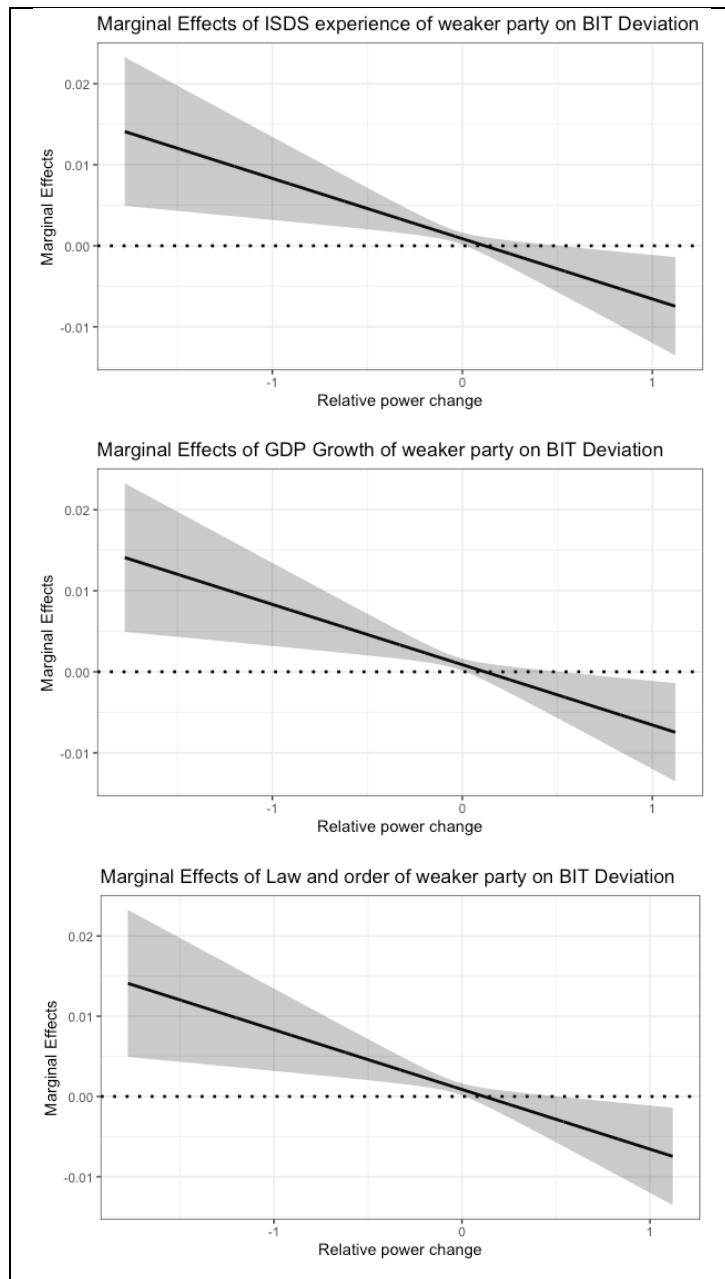 Marginal Effects of ISDS experience of weaker party on BIT Deviation
0.02
0.01
0.00
-0.01
Marginal Effects
-1
0
1
Relative power change
Marginal Effects of GDP Growth of weaker party on BIT Deviation
0.02
0.01
0.00
-0.01
Marginal Effects
-1
0
1
Relative power change
Marginal Effects of Law and order of weaker party on BIT Deviation
0.02
0.01
0.00
-0.01
Marginal Effects
-1
0
1
Relative power change